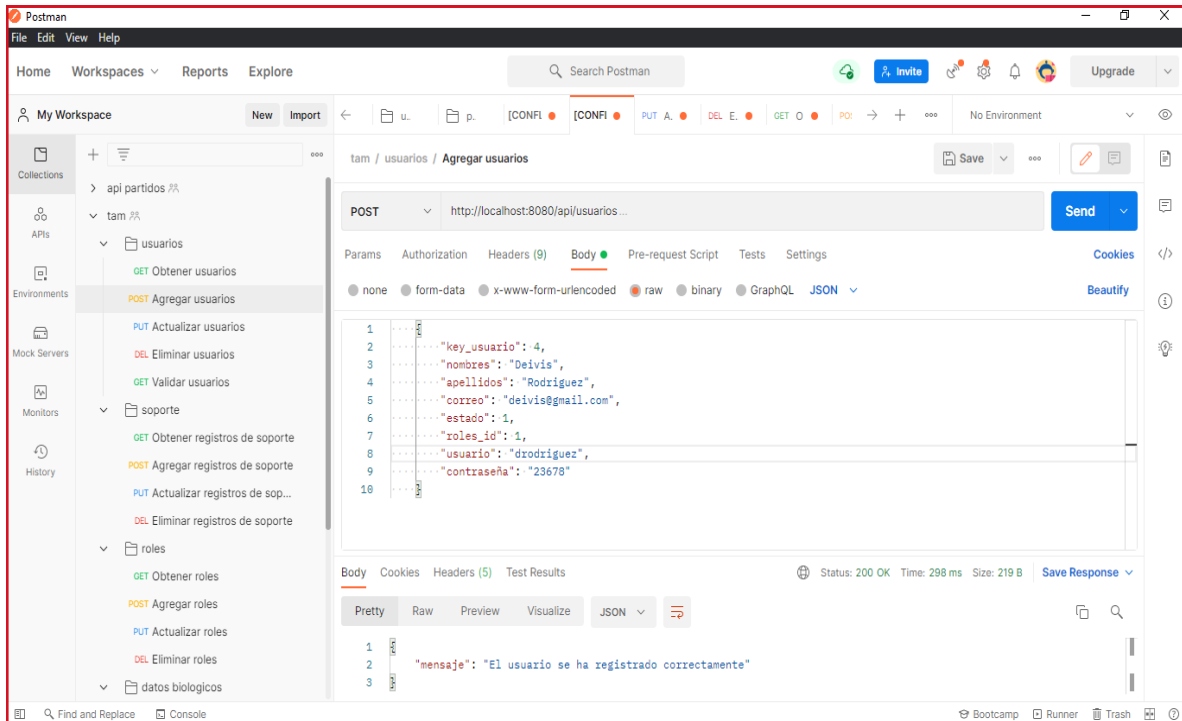 Postman
File Edit View Help
Home Workspaces Reports Explore
Search Postman
Invite
Upgrade
My Workspace
New Import
u..
p.
[CONFI
[CONFI
PUT A.
DEL E.
GET O
PO:
No Environment
Collections
APIs
Environments
Mock Servers
Monitors
History
api partidos
tam
usuarios
GET Obtener usuarios
POST Agregar usuarios
PUT Actualizar usuarios
DEL Eliminar usuarios
GET Validar usuarios
soporte
GET Obtener registros de soporte
POST Agregar registros de soporte
PUT Actualizar registros de sop...
DEL Eliminar registros de soporte
roles
GET Obtener roles
POST Agregar roles
PUT Actualizar roles
DEL Eliminar roles
datos biologicos
tam / usuarios / Agregar usuarios
Save
POST http://localhost:8080/api/usuarios...
Send
Params Authorization Headers (9) Body Pre-request Script Tests Settings
Cookies
none form-data x-www-form-urlencoded raw binary GraphQL JSON
Beautify
1 {
2 "key_usuario": 4,
3 "nombres": "Deivis",
4 "apellidos": "Rodriguez",
5 "correo": "deivis@gmail.com",
6 "estado": 1,
7 "roles_id": 1,
8 "usuario": "drodriguez",
9 "contraseña": "23678"
10 }
Body Cookies Headers (5) Test Results
Status: 200 OK Time: 298 ms Size: 219 B Save Response
Pretty Raw Preview Visualize JSON
1 {
2 "mensaje": "El usuario se ha registrado correctamente"
3 }
Find and Replace Console
Bootcamp Runner Trash